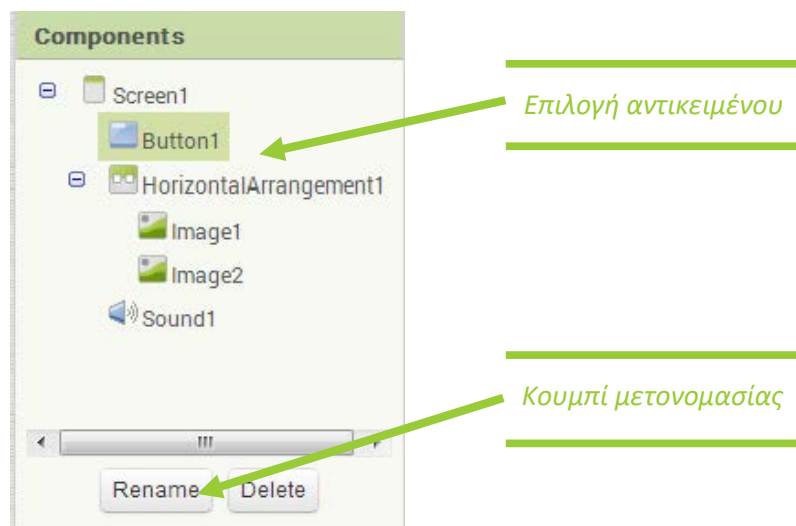 Components
Screen1
Button1
HorizontalArrangement1
Image1
Image2
Sound1
Rename
Delete
Επιλογή αντικειμένου
Κουμπί μετονομασίας